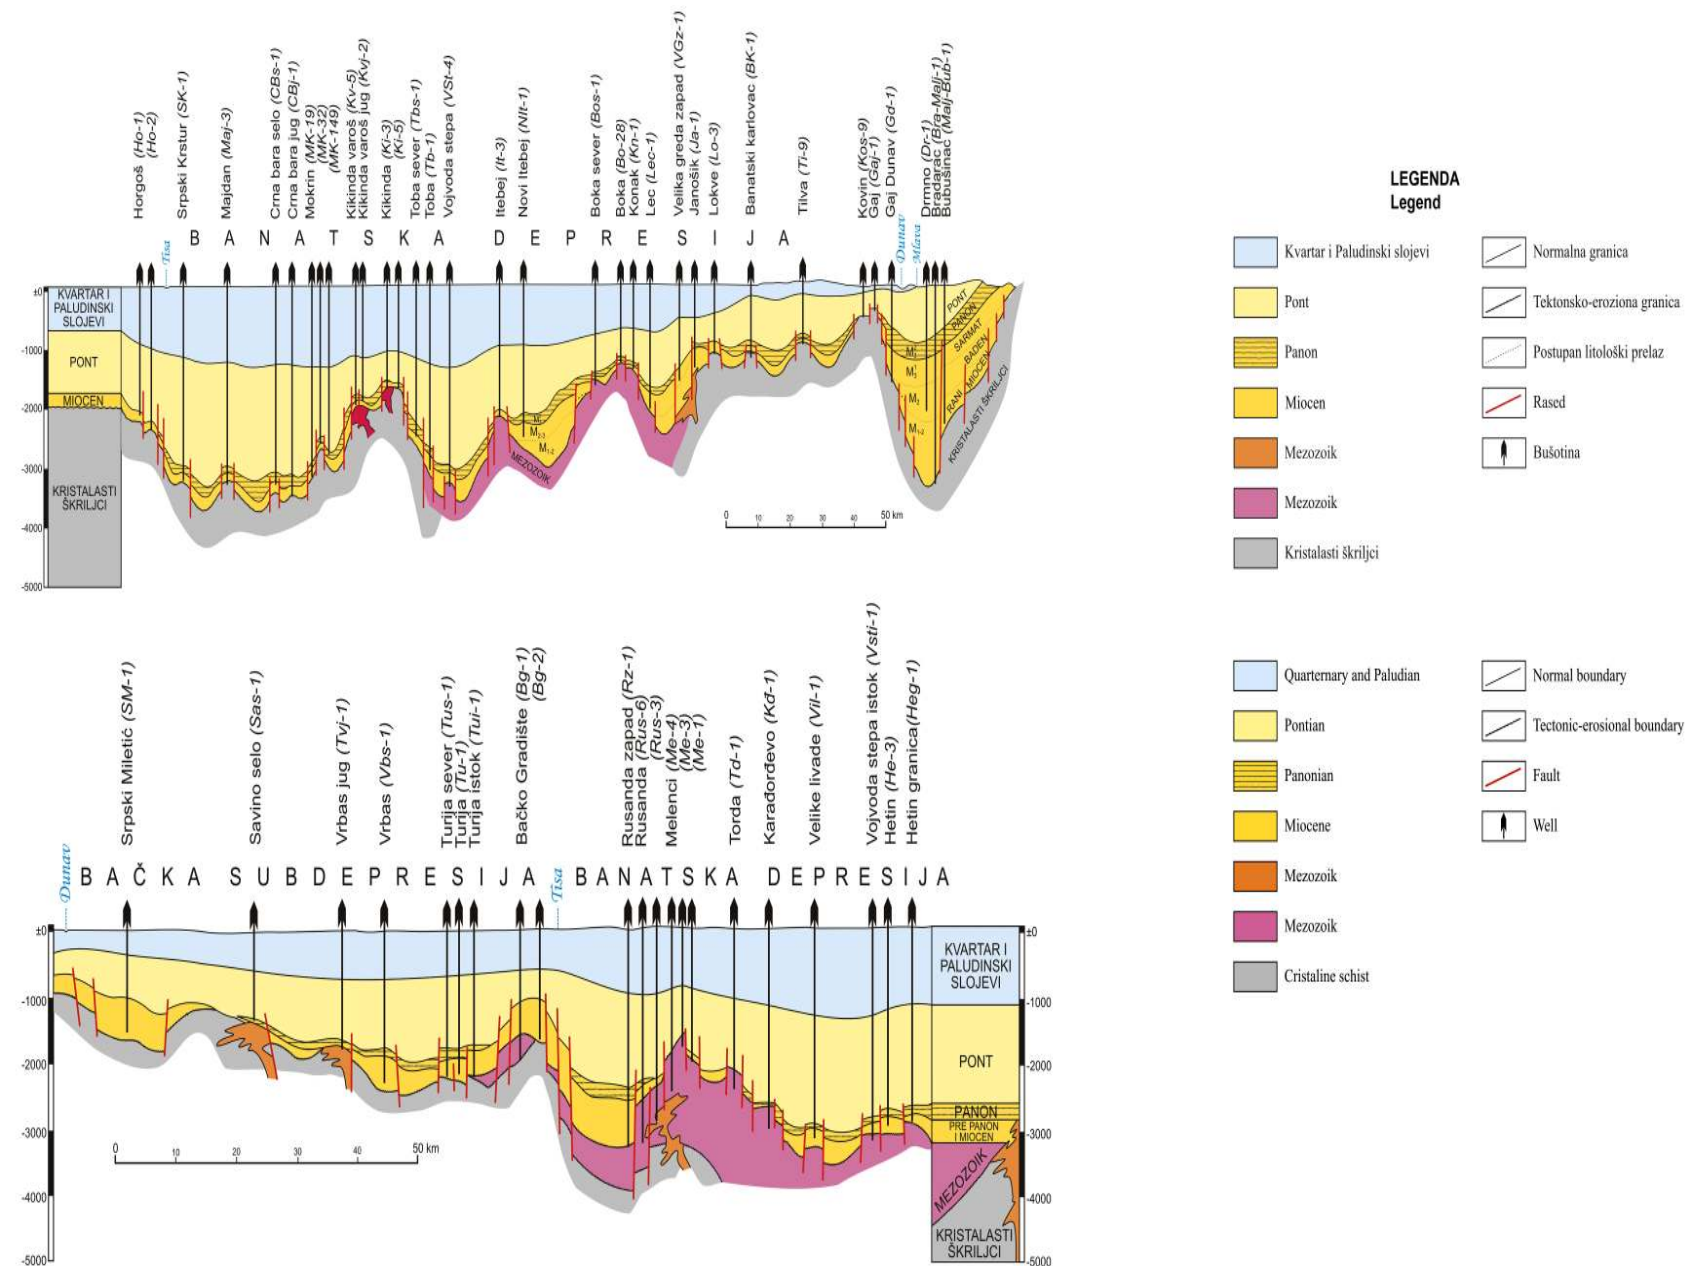 Horgoš (Ho-1)
(Ho-2)
Srpski Krstur (SK-1)
Majdan (Maj-3)
Crna bara selo (CBs-1)
Crna bara jug (CBj-1)
Mokrin (MK-19)
(MK-32)
(MK-149)
Kikinda varoš (Kv-5)
Kikinda varoš jug (Kvj-2)
Kikinda (Ki-3)
(Ki-5)
Toba sever (Tbs-1)
Toba (Tb-1)
Vojvoda stepa (VSt-4)
Itebej (It-3)
Novi Itebej (NIt-1)
Boka sever (Bos-1)
Boka (Bo-28)
Konak (Kn-1)
Lec (Lec-1)
Velika greda zapad (VGz-1)
Janošik (Ja-1)
Lokve (Lo-3)
Banatski karlovac (BK-1)
Tilva (Ti-9)
Kovin (Kos-9)
Gaj (Gaj-1)
Gaj Dunav (Gd-1)
Drmno (Dr-1)
Bradarac (Bra-Malj-1)
Bubušinac (Malj-Bub-1)
Tisa
BANATSKA DEPRESIJA
Dunav
Mlava
±0
-1000
-2000
-3000
-4000
-5000
KVARTAR I
PALUDINSKI
SLOJEVI
PONT
MIOCEN
KRISTALASTI
ŠKRILJCI
MEZOZOIK
PONT
PANON
SARMAT
BADEN
RANI MIOCEN
KRISTALASTI ŠKRILJCI
0 10 20 30 40 50 km
LEGENDA
Legend
Kvartar i Paludinski slojevi
Pont
Panon
Miocen
Mezozoik
Mezozoik
Kristalasti škriljci
Normalna granica
Tektonsko-eroziona granica
Postupan litološki prelaz
Rased
Bušotina
Srpski Miletić (SM-1)
Savino selo (Sas-1)
Vrbas jug (Tvj-1)
Vrbas (Vbs-1)
Turija sever (Tus-1)
Turija (Tu-1)
Turija istok (Tui-1)
Bačko Gradište (Bg-1)
(Bg-2)
Rusanda zapad (Rz-1)
Rusanda (Rus-6)
(Rus-3)
Melenci (Me-4)
(Me-3)
(Me-1)
Torda (Td-1)
Karađorđevo (Kđ-1)
Velike livade (Vil-1)
Vojvoda stepa istok (Vsti-1)
Hetin (He-3)
Hetin granica(Heg-1)
Dunav
BAČKA SUBDEPRESIJA
Tisa
BANATSKA DEPRESIJA
±0
-1000
-2000
-3000
-4000
-5000
0 10 20 30 40 50 km
KVARTAR I
PALUDINSKI
SLOJEVI
PONT
PANON
PRE PANON
I MIOCEN
MEZOZOIK
KRISTALASTI
ŠKRILJCI
±0
-1000
-2000
-3000
-4000
-5000
Quarternary and Paludian
Pontian
Panonian
Miocene
Mezozoik
Mezozoik
Cristaline schist
Normal boundary
Tectonic-erosional boundary
Fault
Well